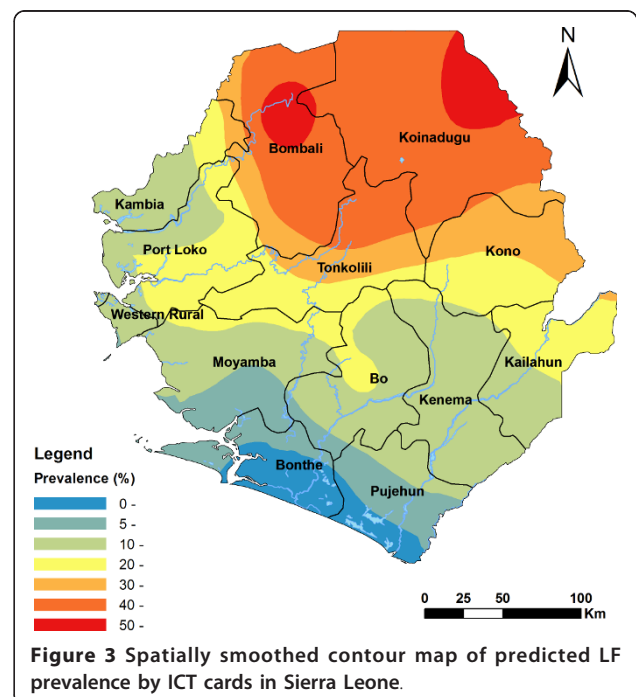 N
Bombali
Koinadugu
Kambia
Port Loko
Kono
Tonkolili
Western Rural
Moyamba
Kailahun
Bo
Kenema
Bonthe
Pujehun
Legend
Prevalence (%)
0 -
5 -
10 -
20 -
30 -
40 -
50 -
0 25 50 100
Km
Figure 3 Spatially smoothed contour map of predicted LF
prevalence by ICT cards in Sierra Leone.